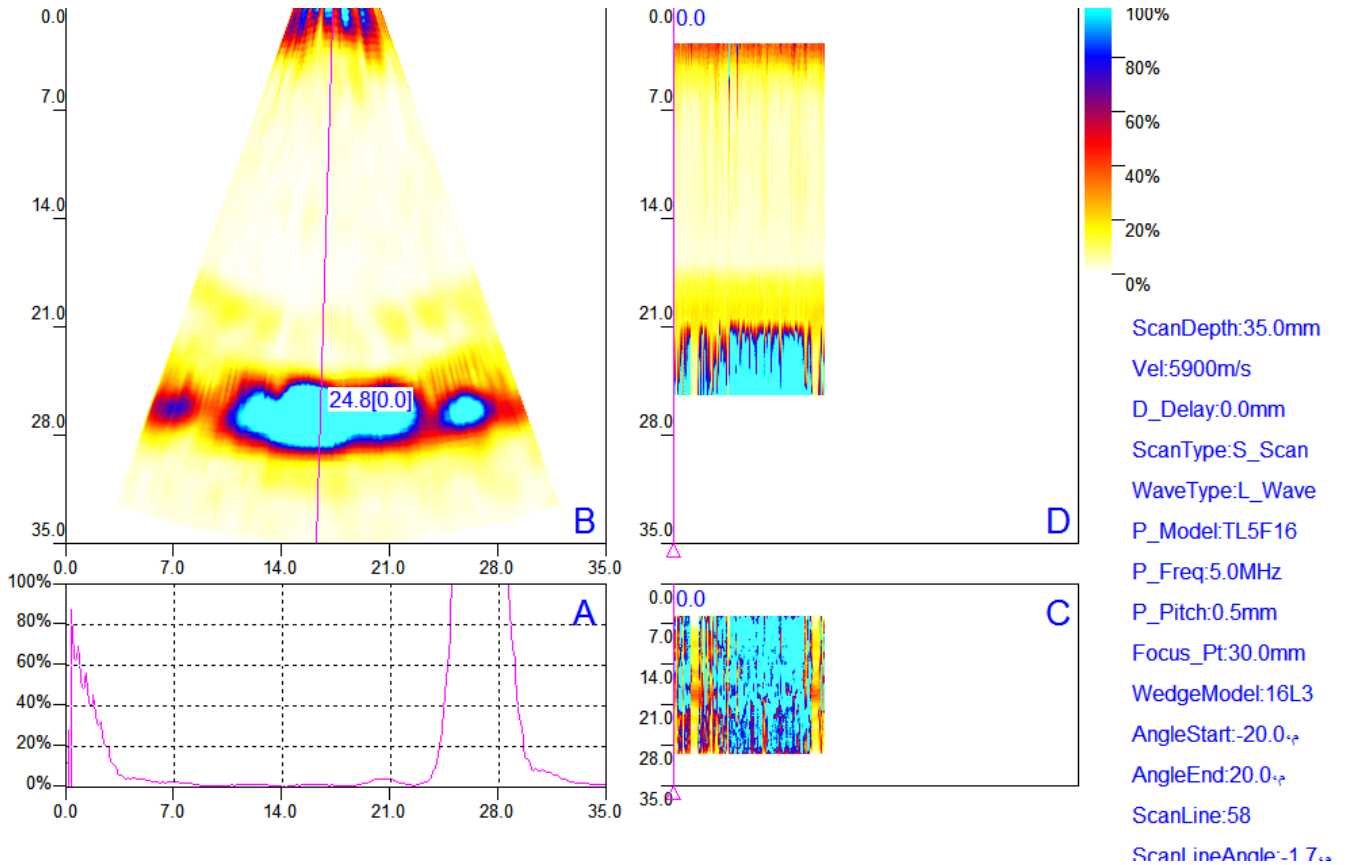 0.0
7.0
14.0
21.0
28.0
35.0
24.8[0.0]
B
0.0
7.0
14.0
21.0
28.0
35.0
0.0
0.0
7.0
14.0
21.0
28.0
35.0
D
100%
80%
60%
40%
20%
0%
100%
80%
60%
40%
20%
0%
A
0.0
7.0
14.0
21.0
28.0
35.0
0.0
0.0
7.0
14.0
21.0
28.0
35.0
C
ScanDepth:35.0mm
Vel:5900m/s
D_Delay:0.0mm
ScanType:S_Scan
WaveType:L_Wave
P_Model:TL5F16
P_Freq:5.0MHz
P_Pitch:0.5mm
Focus_Pt:30.0mm
WedgeModel:16L3
AngleStart:-20.0
AngleEnd:20.0
ScanLine:58
ScanLineAngle:-1.7